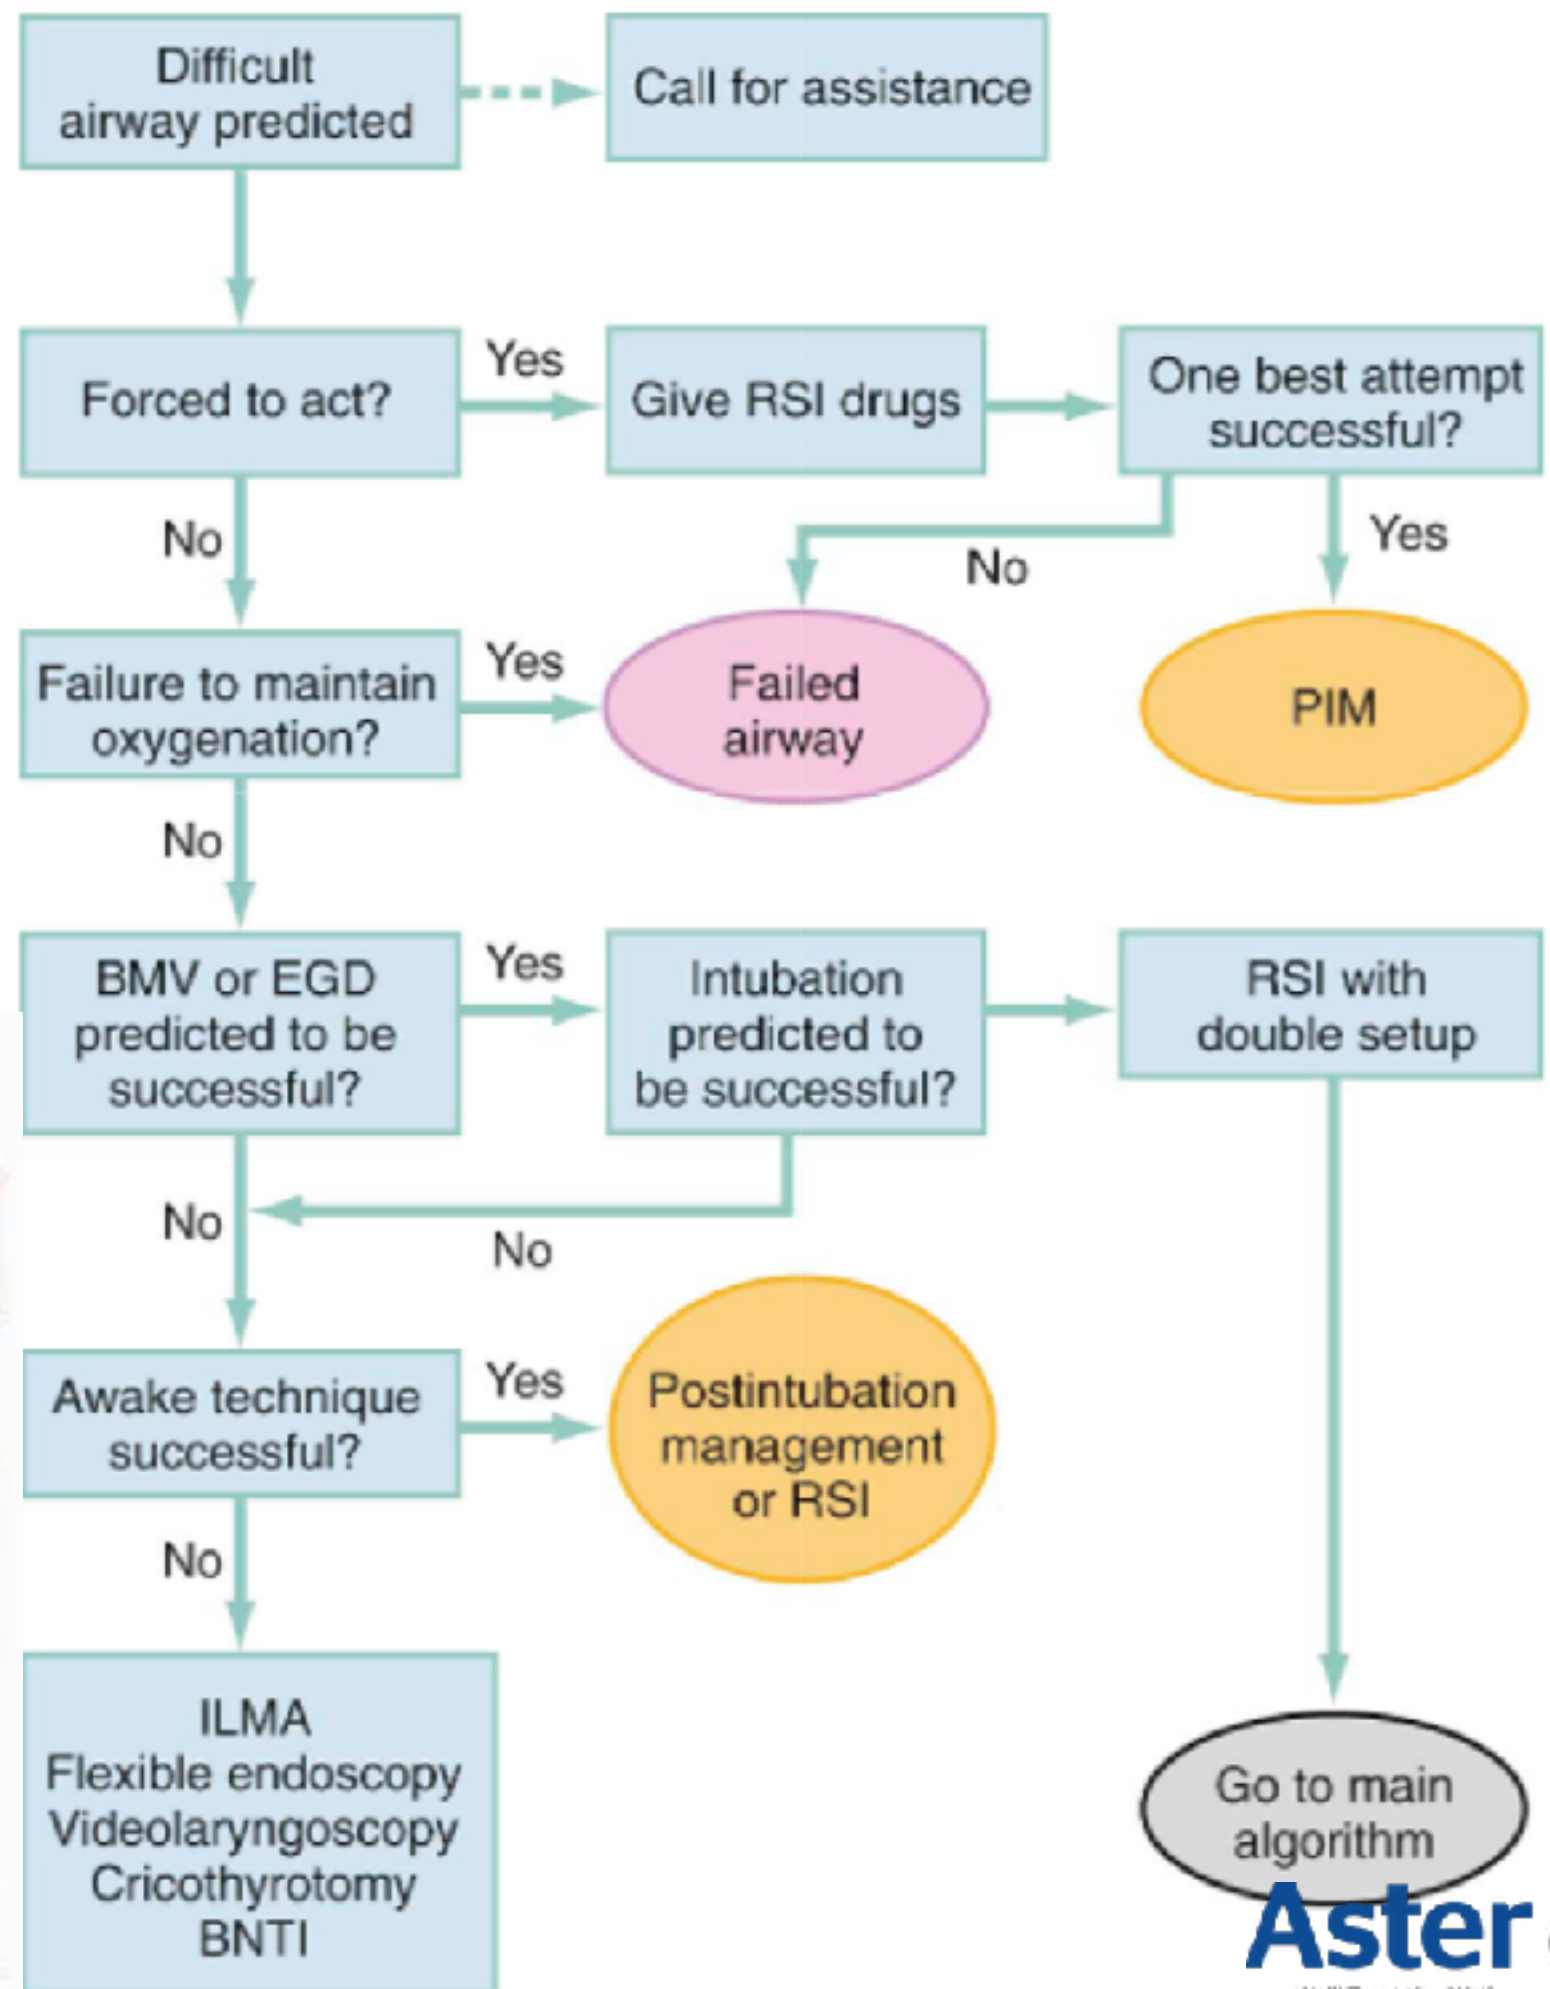 Difficult
airway predicted
Call for assistance
Forced to act?
Yes
Give RSI drugs
One best attempt
successful?
No
No
Yes
Failure to maintain
oxygenation?
Yes
Failed
airway
PIM
No
BMV or EGD
predicted to be
successful?
Yes
Intubation
predicted to
be successful?
RSI with
double setup
No
No
Awake technique
successful?
Yes
Postintubation
management
or RSI
No
ILMA
Flexible endoscopy
Videolaryngoscopy
Cricothyrotomy
BNTI
Go to main
algorithm
Aster